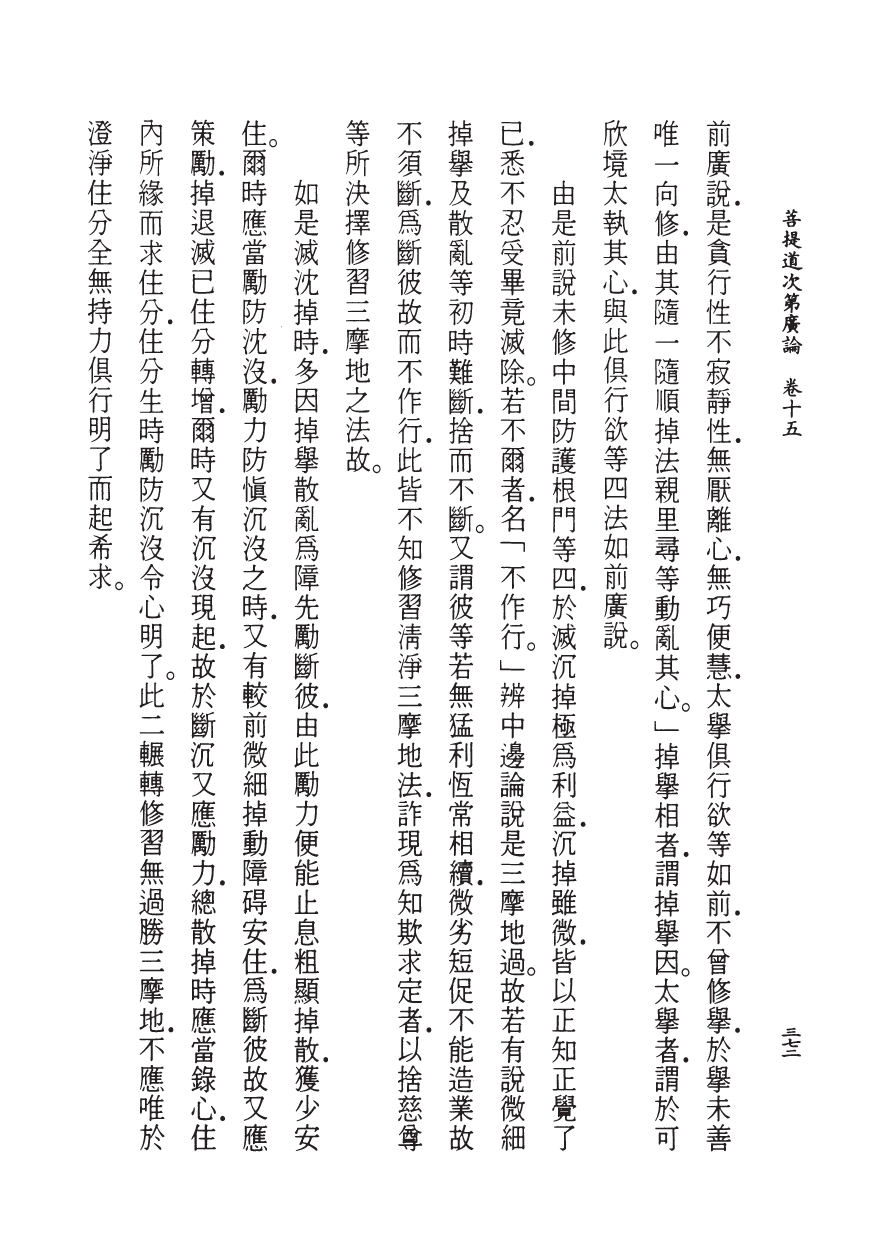 菩提道次第廣論　卷十五
三七三
前廣說．是貪行性不寂靜性．無厭離心．無巧便慧．太舉俱行欲等如前．不曾修舉．於舉未善
唯一向修．由其隨一隨順掉法親里尋等動亂其心。」掉舉相者．謂掉舉因。太舉者．謂於可
欣境太執其心．與此俱行欲等四法如前廣說。
由是前說未修中間防護根門等四．於滅沉掉極爲利益．沉掉雖微．皆以正知正覺了
已．悉不忍受畢竟滅除。若不爾者．名「不作行。」辨中邊論說是三摩地過。故若有說微細
掉舉及散亂等初時難斷．捨而不斷。又謂彼等若無猛利恆常相續．微劣短促不能造業故
不須斷．爲斷彼故而不作行．此皆不知修習淸淨三摩地法．詐現爲知欺求定者．以捨慈尊
等所決擇修習三摩地之法故。
如是滅沈掉時．多因掉舉散亂爲障先勵斷彼．由此勵力便能止息粗顯掉散．獲少安
住。爾時應當勵防沈沒．勵力防愼沉沒之時．又有較前微細掉動障碍安住．爲斷彼故又應
策勵．掉退滅已住分轉增．爾時又有沉沒現起．故於斷沉又應勵力．總散掉時應當錄心．住
內所緣而求住分．住分生時勵防沉沒令心明了。此二輾轉修習無過勝三摩地．不應唯於
澄淨住分全無持力俱行明了而起希求。